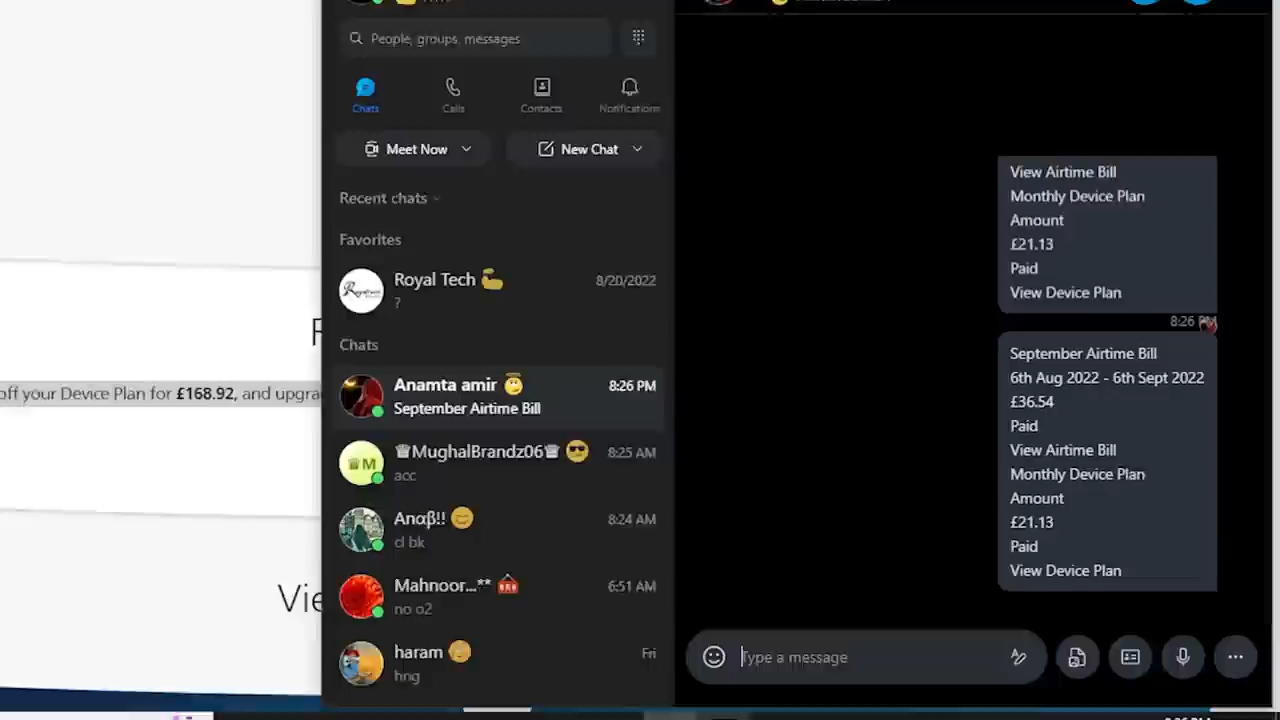 People, groups, messages
Chats
Calls
Contacts
Notifications
Meet Now
New Chat
Recent chats
Favorites
Royal Tech
8/20/2022
?
Chats
Anamta amir
8:26 PM
September Airtime Bill
♛MughalBrandz06♛
8:25 AM
acc
♛M
Anαβ!!
8:24 AM
cl bk
Mahnoor...**
6:51 AM
no o2
haram
Fri
hng
off your Device Plan for £168.92, and upgra
Vie
View Airtime Bill
Monthly Device Plan
Amount
£21.13
Paid
View Device Plan
8:26 PM
September Airtime Bill
6th Aug 2022 - 6th Sept 2022
£36.54
Paid
View Airtime Bill
Monthly Device Plan
Amount
£21.13
Paid
View Device Plan
Type a message